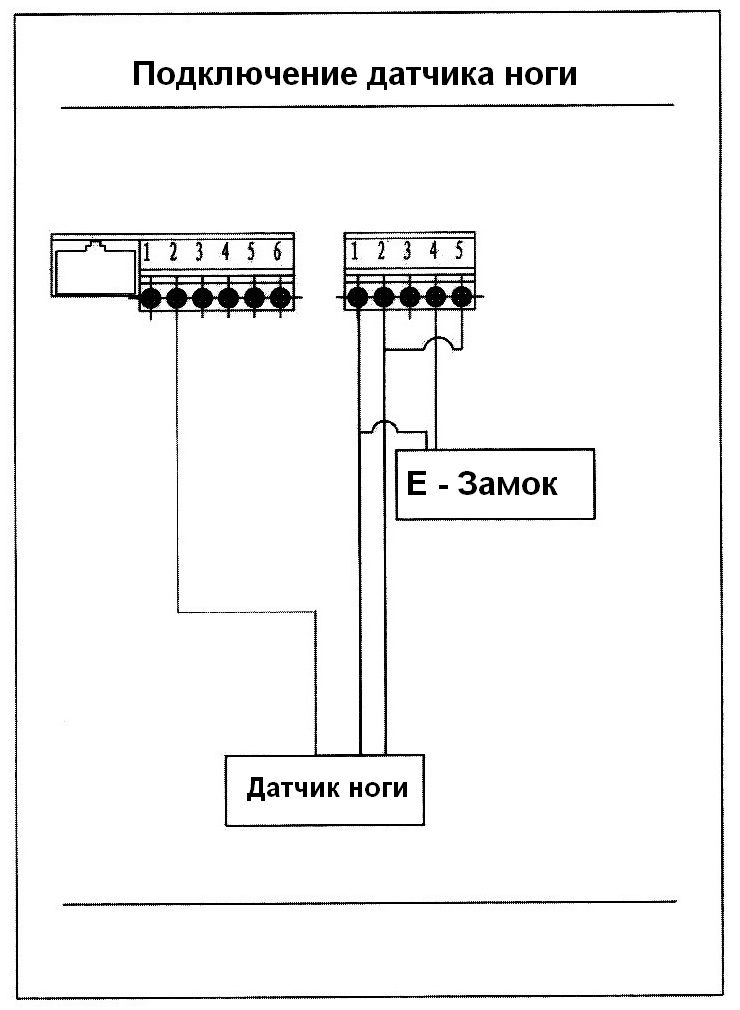 Подключение датчика ноги
1 2 3 4 5 6
1 2 3 4 5
E - Замок
Датчик ноги